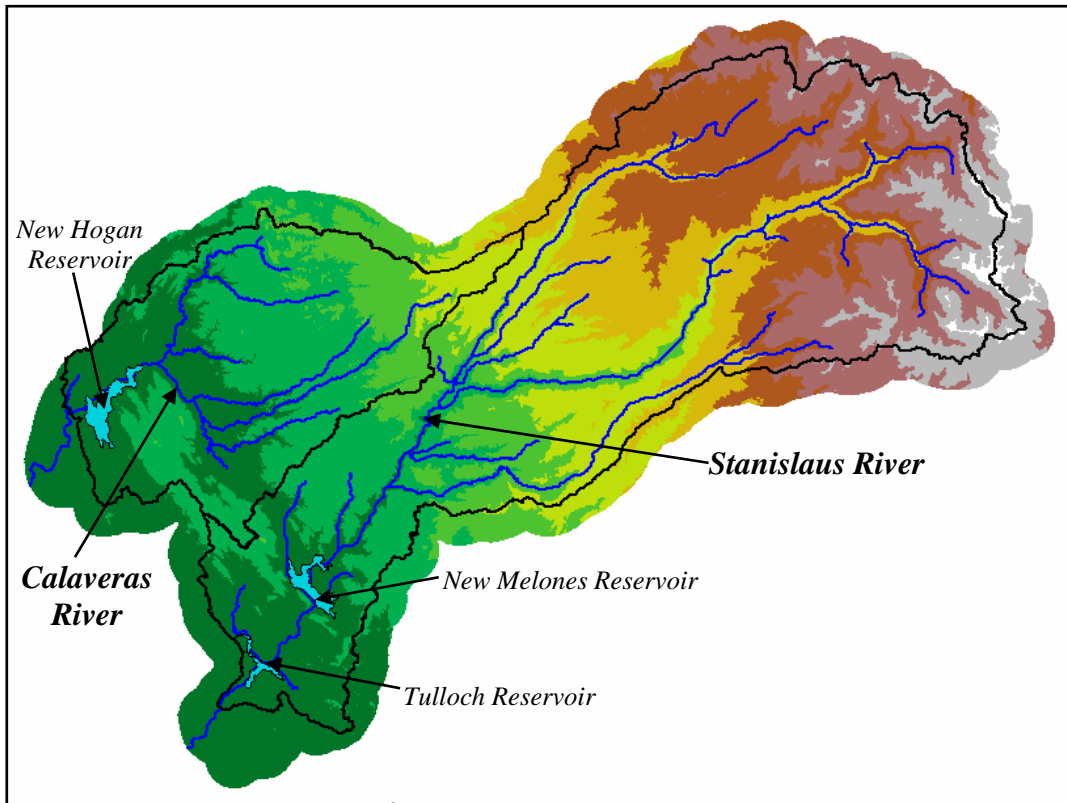 New Hogan
Reservoir
Stanislaus River
Calaveras
River
New Melones Reservoir
Tulloch Reservoir